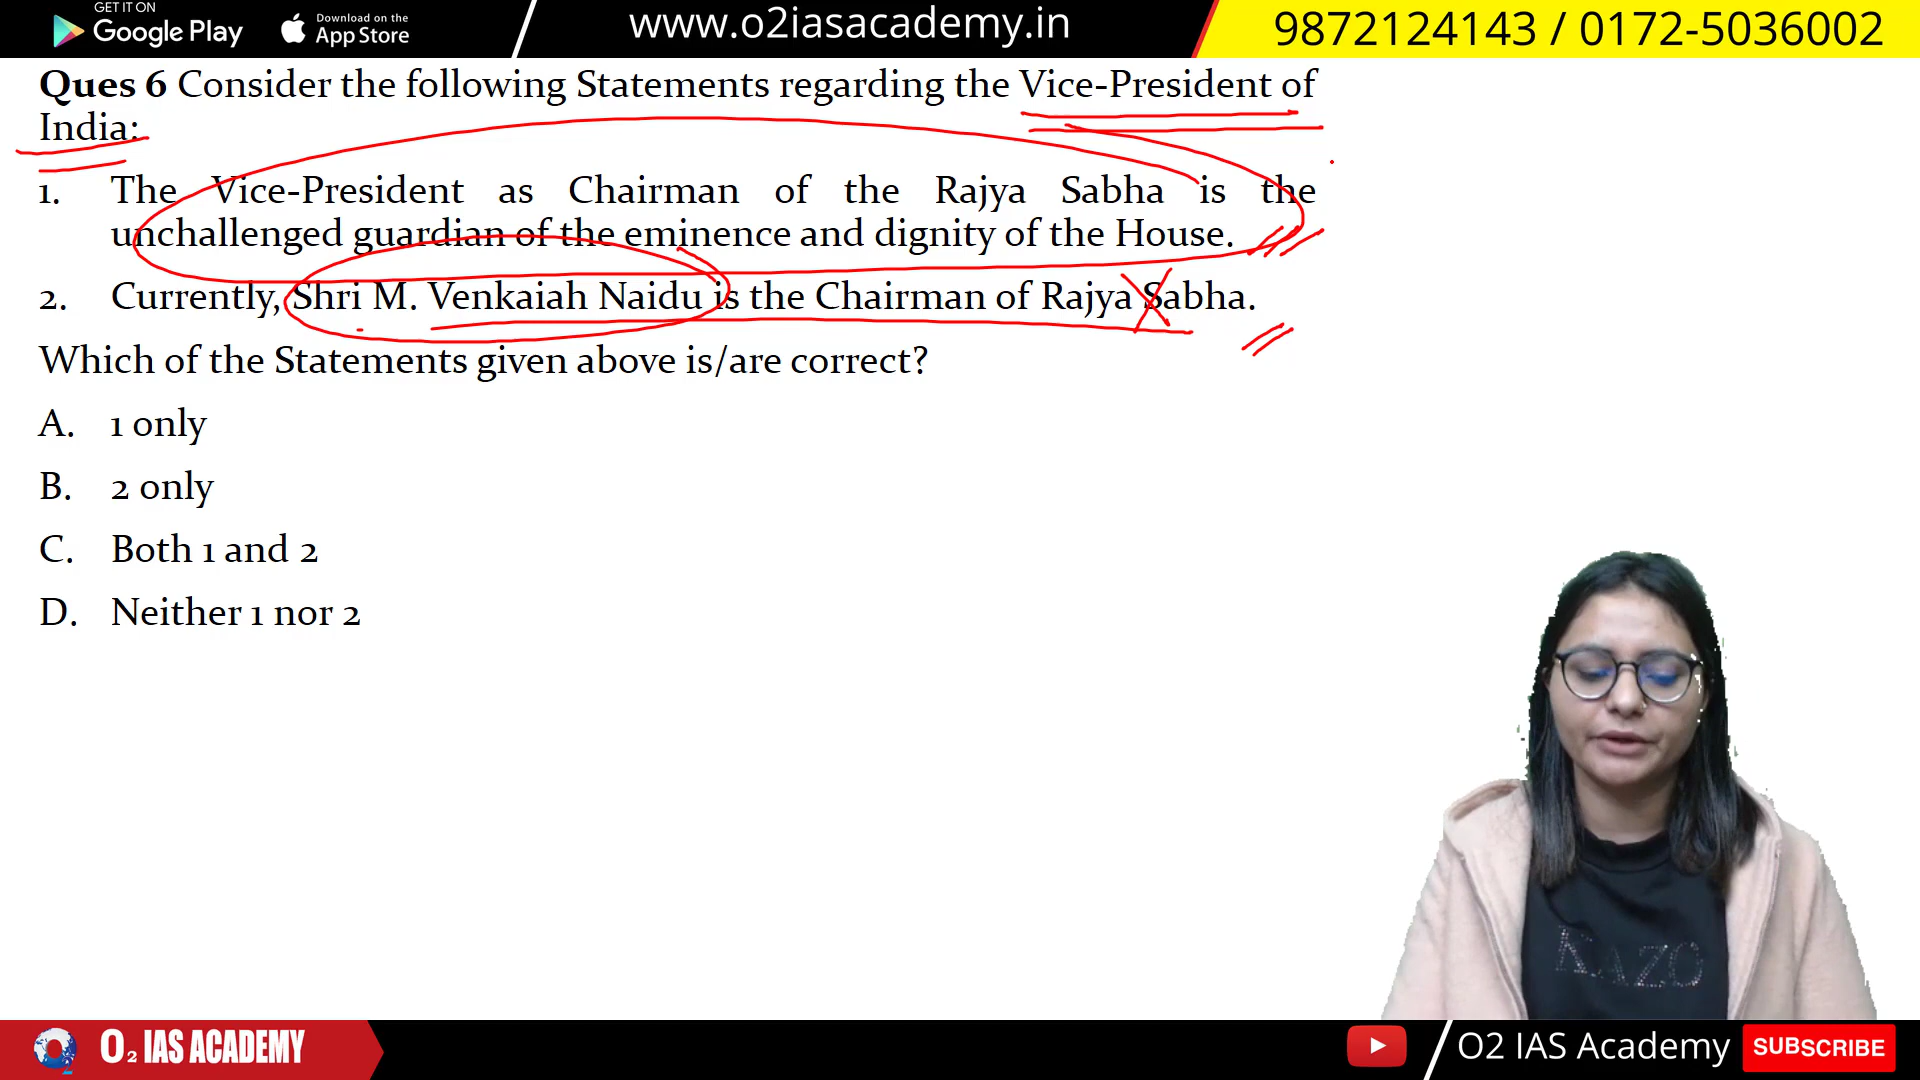 GET IT ON
Google Play
Download on the
App Store
www.o2iasacademy.in
9872124143 / 0172-5036002
Ques 6 Consider the following Statements regarding the Vice-President of
India:
1. The Vice-President as Chairman of the Rajya Sabha is the
unchallenged guardian of the eminence and dignity of the House.
2. Currently, Shri M. Venkaiah Naidu is the Chairman of Rajya Sabha.
Which of the Statements given above is/are correct?
A. 1 only
B. 2 only
C. Both 1 and 2
D. Neither 1 nor 2
KAZO
O2 IAS ACADEMY
O2 IAS Academy
SUBSCRIBE